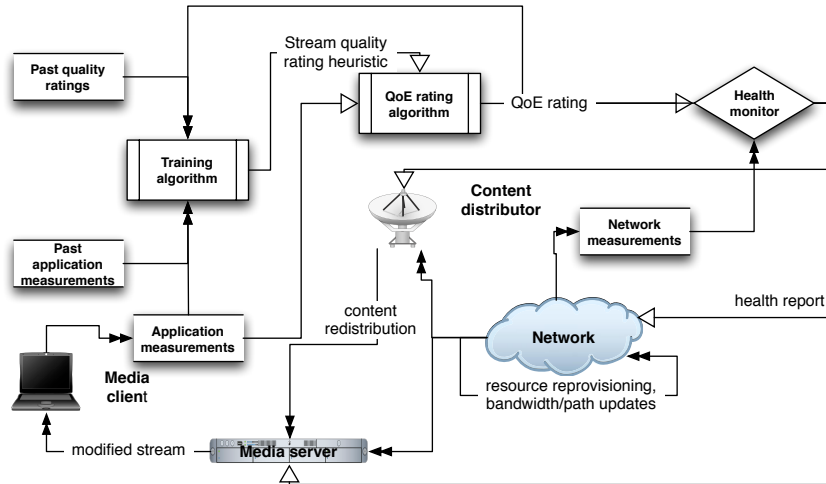 Stream quality
rating heuristic
Past quality
ratings
QoE rating
algorithm
QoE rating
Health
monitor
Training
algorithm
Content
distributor
Network
measurements
Past
application
measurements
content
redistribution
health report
Application
measurements
Network
Media
client
resource reprovisioning,
bandwidth/path updates
modified stream
Media server